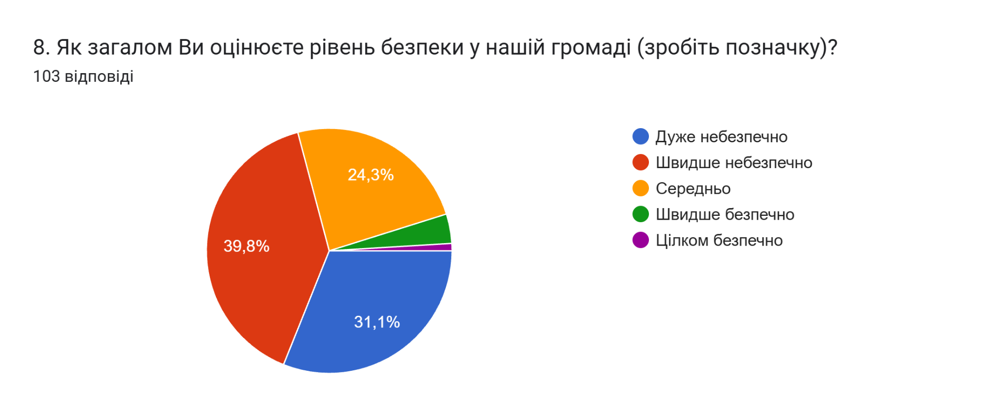 8. Як загалом Ви оцінюєте рівень безпеки у нашій громаді (зробіть позначку)?
103 відповіді
24,3%
39,8%
31,1%
Дуже небезпечно
Швидше небезпечно
Середньо
Швидше безпечно
Цілком безпечно